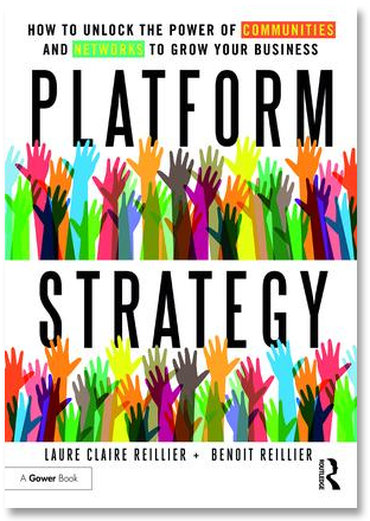 HOW TO UNLOCK THE POWER OF COMMUNITIES
AND NETWORKS TO GROW YOUR BUSINESS
PLATFORM
STRATEGY
LAURE CLAIRE REILLIER + BENOIT REILLIER
A Gower Book
ROUTLEDGE